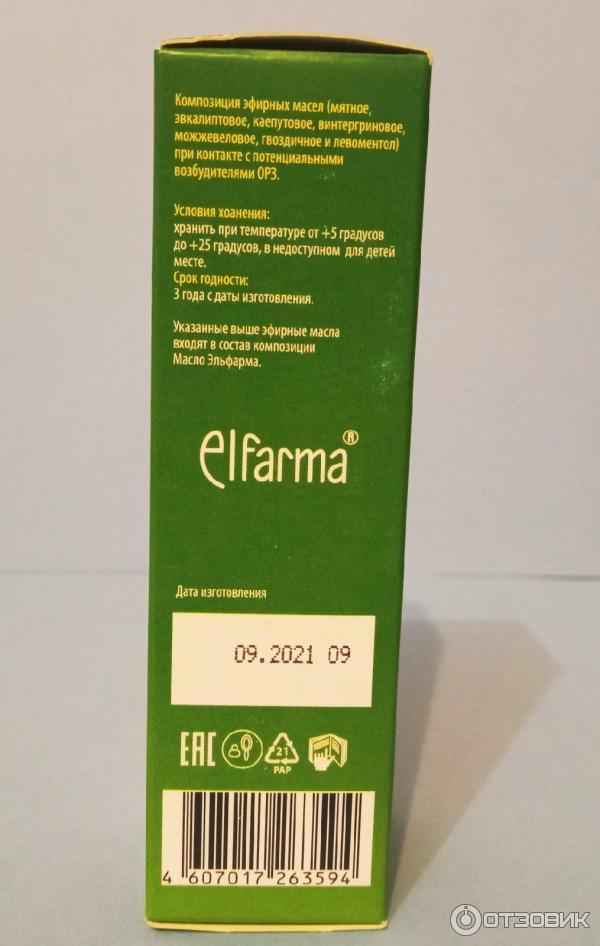 Композиция эфирных масел (мятное,
эвкалиптовое, каепутовое, винтергриновое,
можжевеловое, гвоздичное и левоментол)
при контакте с потенциальными
возбудителями ОРЗ.
Условия хоанения:
хранить при температуре от +5 градусов
до +25 градусов, в недоступном для детей
месте.
Срок годности:
3 года с даты изготовления.
Указанные выше эфирные масла
входят в состав композиции
Масло Эльфарма.
elfarma®
Дата изготовления
09.2021 09
EAC
21
PAP
4 607017 263594
ОТЗОВИК